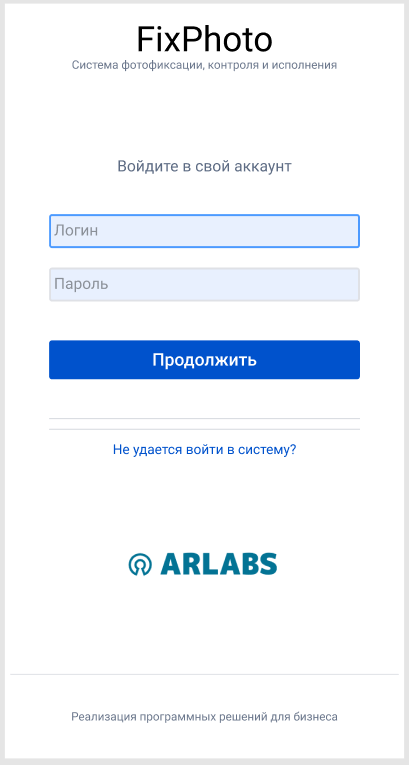 FixPhoto
Система фотофиксации, контроля и исполнения
Войдите в свой аккаунт
Логин
Пароль
Продолжить
Не удается войти в систему?
ARLABS
Реализация программных решений для бизнеса